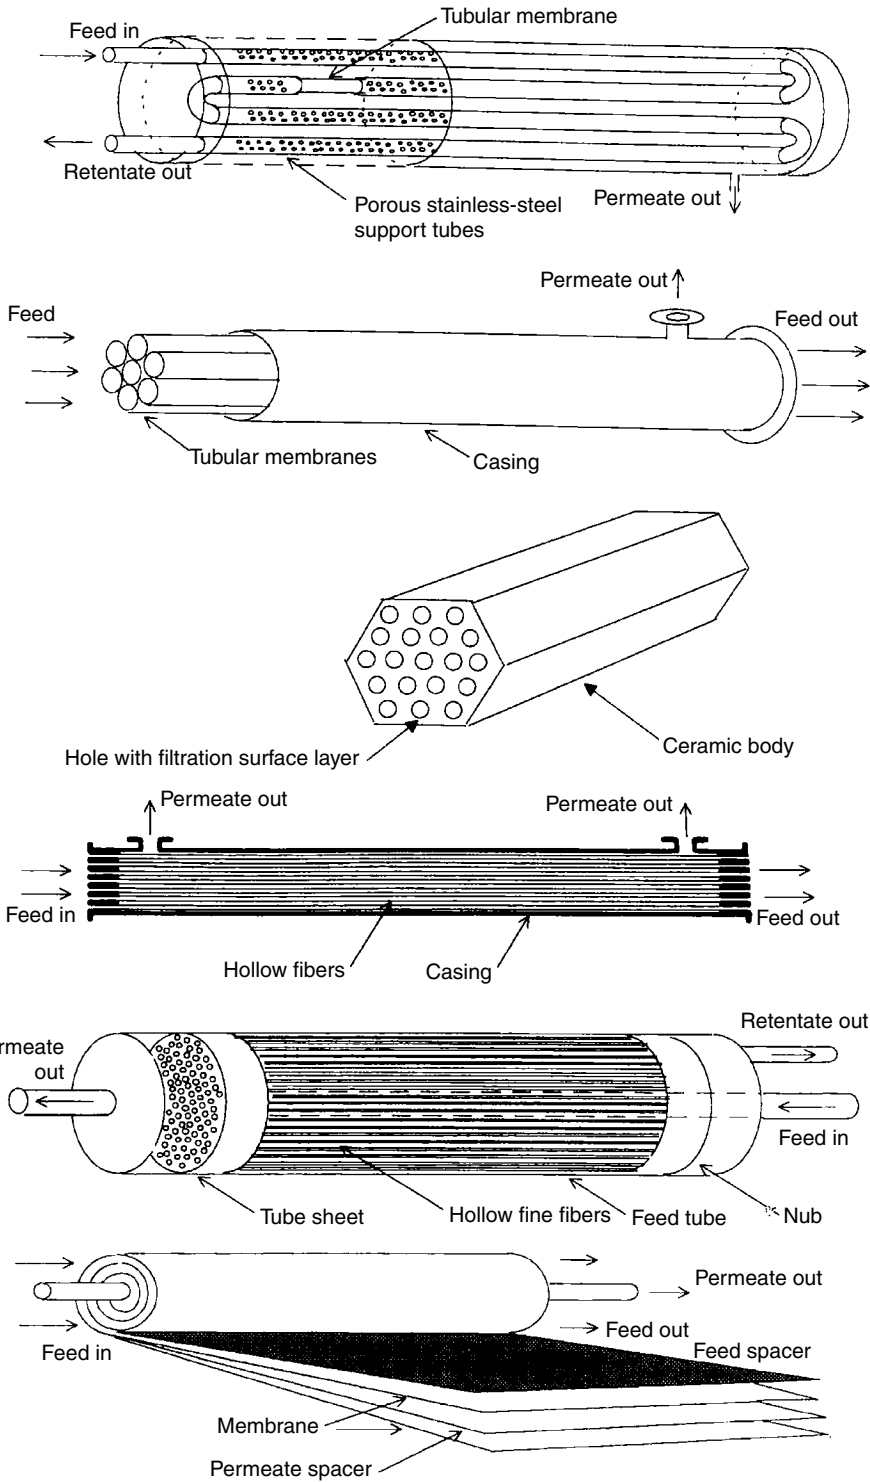 Tubular membrane
Feed in
Retentate out
Porous stainless-steel
support tubes
Permeate out
Permeate out
Feed
Feed out
Tubular membranes
Casing
Hole with filtration surface layer
Ceramic body
Permeate out
Permeate out
Feed in
Feed out
Hollow fibers
Casing
Retentate out
rmeate
out
Feed in
Tube sheet
Hollow fine fibers
Feed tube
Nub
Permeate out
Feed out
Feed in
Feed spacer
Membrane
Permeate spacer